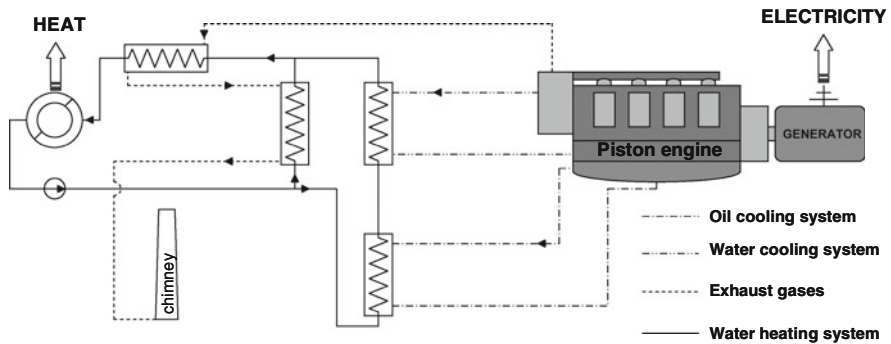 HEAT
ELECTRICITY
GENERATOR
Piston engine
chimney
Oil cooling system
Water cooling system
Exhaust gases
Water heating system